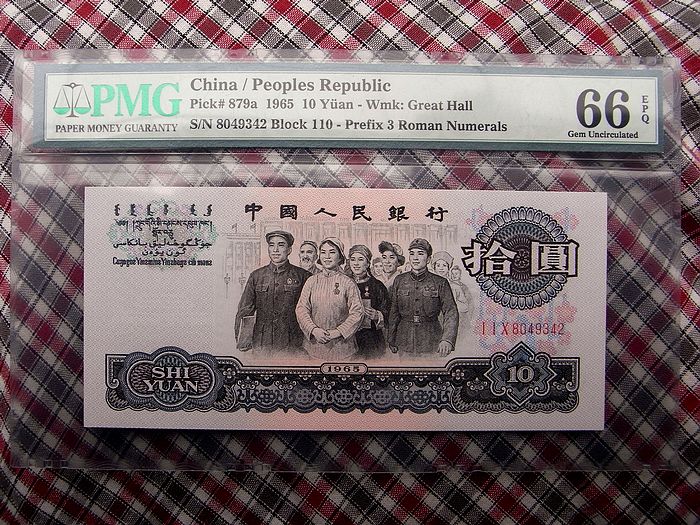 PMG
PAPER MONEY GUARANTY
China / Peoples Republic
Pick# 879a 1965 10 Yüan - Wmk: Great Hall
S/N 8049342 Block 110 - Prefix 3 Roman Numerals
66 EPQ
Gem Uncirculated
中國人民銀行
拾圓
I I X 8049342
SHI YUAN
1965
10